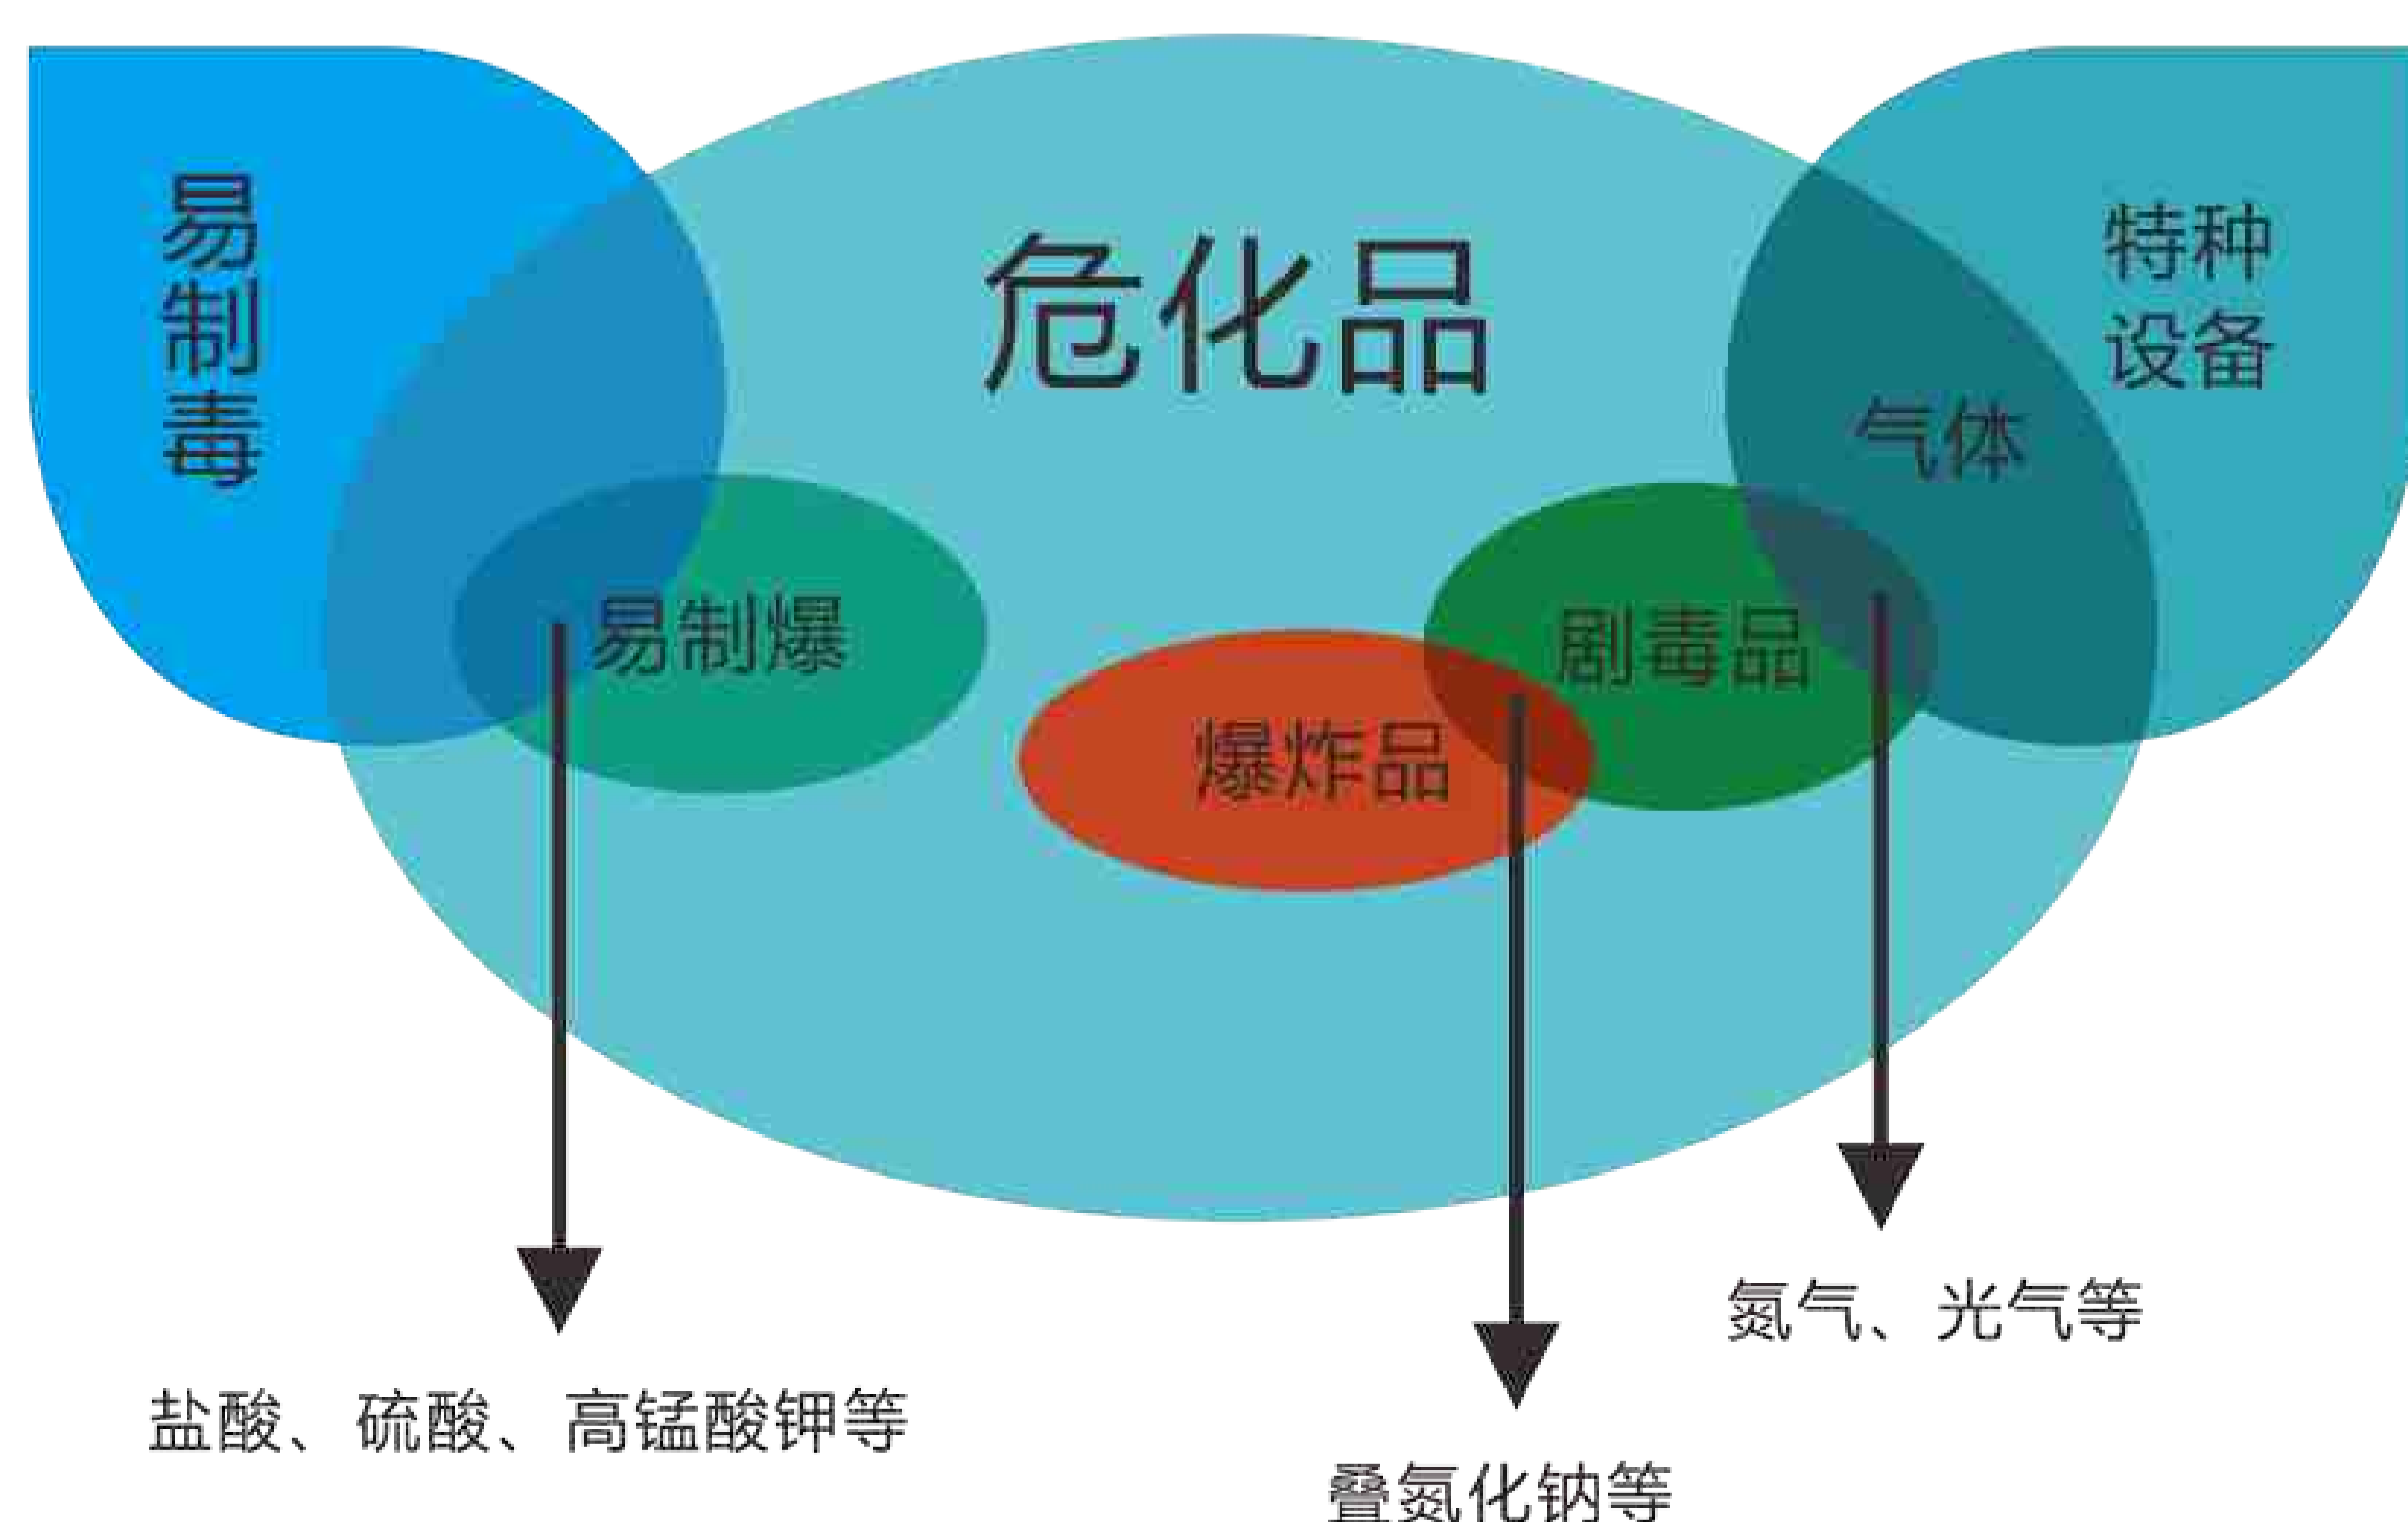 易制毒
危化品
特种
设备
气体
易制爆
剧毒品
爆炸品
氮气、光气等
盐酸、硫酸、高锰酸钾等
叠氮化钠等